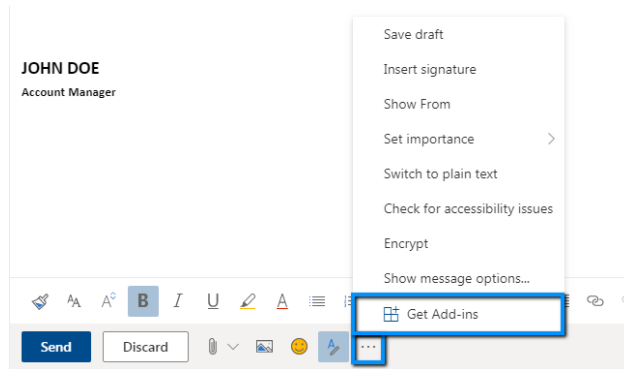 Save draft
JOHN DOE
Insert signature
Account Manager
Show From
Set importance
Switch to plain text
Check for accessibility issues
Encrypt
Show message options...
Get Add-ins
B I U A
Send Discard ...